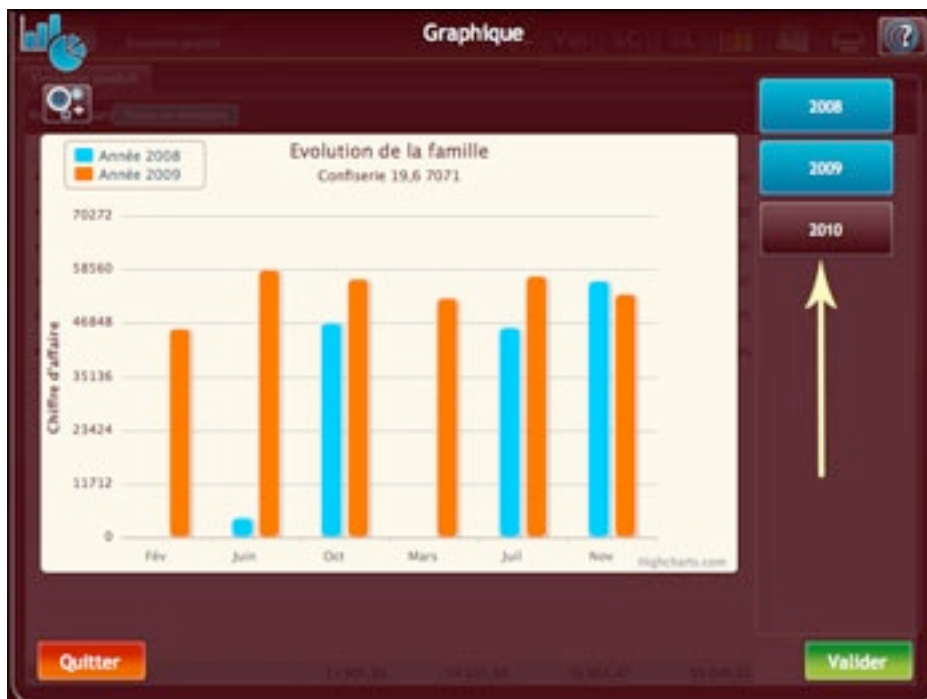 Graphique
?
2008
2009
2010
Année 2008
Année 2009
Evolution de la famille
Confiserie 19,6 7071
Chiffre d'affaire
70272
58560
46848
35136
23424
11712
0
Fév Juin Oct Mars Juil Nov
Highcharts.com
Quitter
Valider